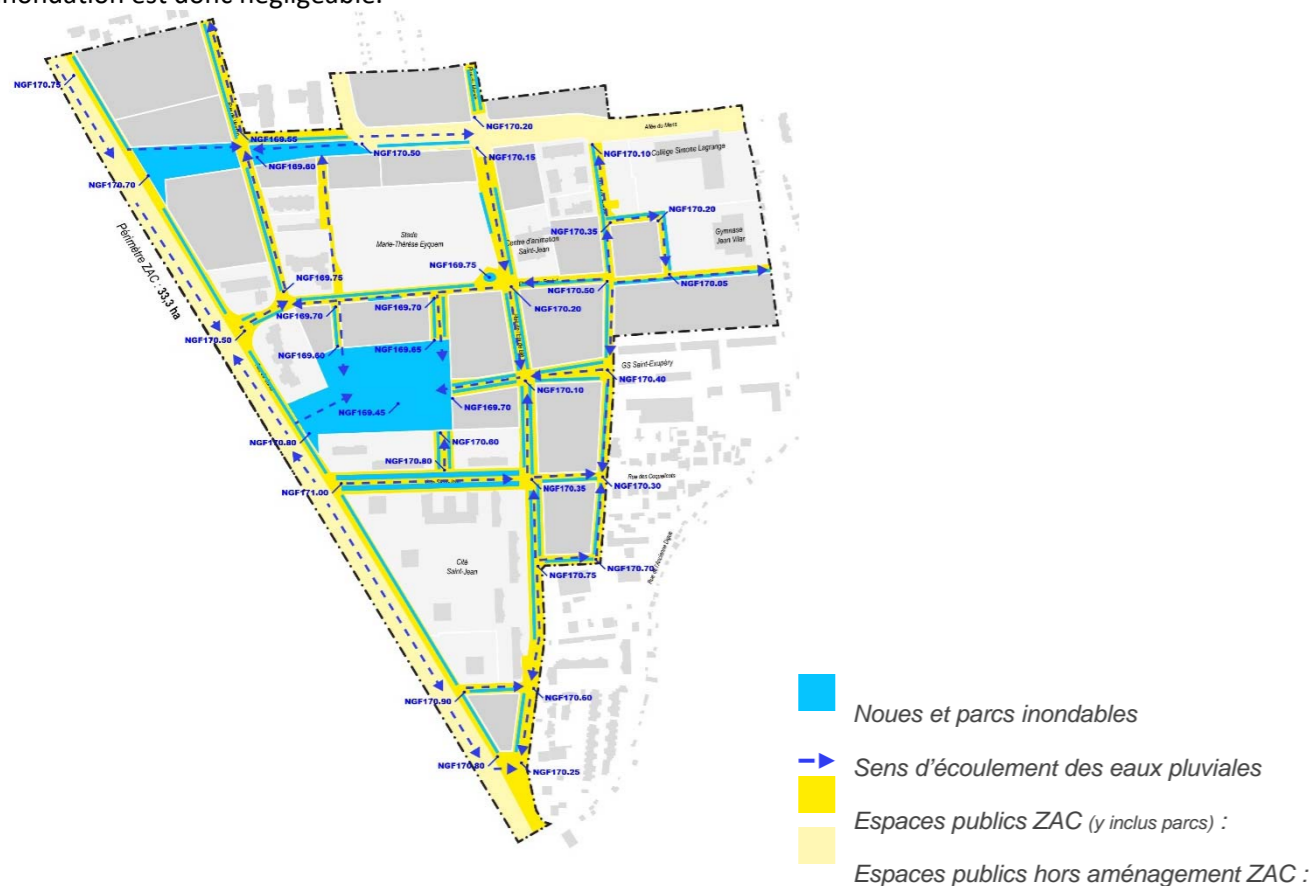 inondation est donc négligeable.
NGF170.75
NGF169.65
NGF170.20
Allée du Mens
NGF170.50
NGF170.15
NGF170.10
Collège Simone Lagrange
NGF169.60
NGF170.70
NGF170.20
Périmètre ZAC : 33,3 ha
Stade
Marie-Thérèse Eyquem
NGF170.35
Centre d'animation
Saint-Jean
Gymnase
Jean Vilar
NGF169.75
NGF169.75
NGF170.50
NGF170.05
NGF169.70
NGF169.70
NGF170.20
NGF170.50
NGF169.60
NGF169.65
GS Saint-Exupéry
NGF170.40
NGF170.10
NGF169.45
NGF169.70
NGF170.80
NGF170.60
NGF170.80
Rue des Coquelicots
NGF171.00
NGF170.35
NGF170.30
Cité
Saint-Jean
Rue de l'Ancienne Digue
NGF170.75
NGF170.70
NGF170.90
NGF170.60
NGF170.80
NGF170.25
Noues et parcs inondables
Sens d'écoulement des eaux pluviales
Espaces publics ZAC (y inclus parcs) :
Espaces publics hors aménagement ZAC :